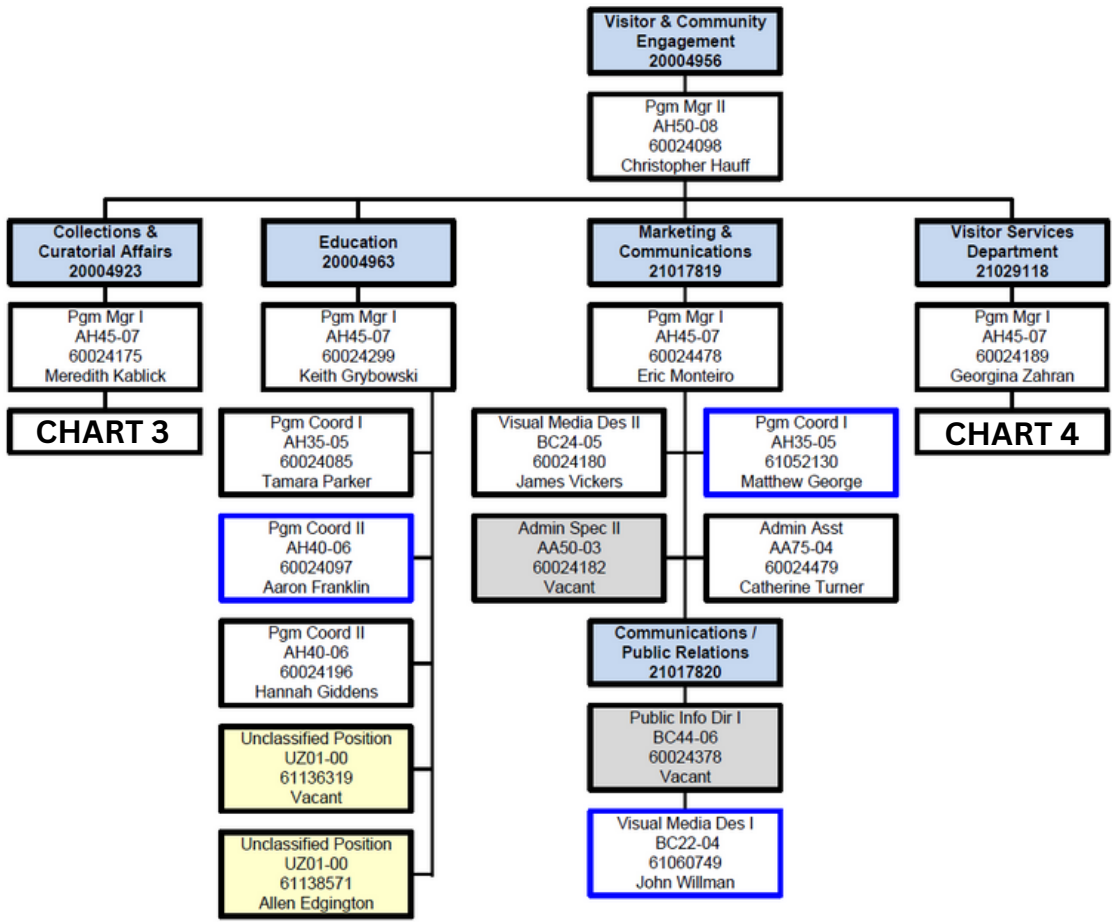 Visitor & Community
Engagement
20004956
Pgm Mgr II
AH50-08
60024098
Christopher Hauff
Collections &
Curatorial Affairs
20004923
Pgm Mgr I
AH45-07
60024175
Meredith Kablick
CHART 3
Education
20004963
Pgm Mgr I
AH45-07
60024299
Keith Grybowski
Pgm Coord I
AH35-05
60024085
Tamara Parker
Pgm Coord II
AH40-06
60024097
Aaron Franklin
Pgm Coord II
AH40-06
60024196
Hannah Giddens
Unclassified Position
UZ01-00
61136319
Vacant
Unclassified Position
UZ01-00
61138571
Allen Edgington
Marketing &
Communications
21017819
Pgm Mgr I
AH45-07
60024478
Eric Monteiro
Visual Media Des II
BC24-05
60024180
James Vickers
Pgm Coord I
AH35-05
61052130
Matthew George
Admin Spec II
AA50-03
60024182
Vacant
Admin Asst
AA75-04
60024479
Catherine Turner
Communications /
Public Relations
21017820
Public Info Dir I
BC44-06
60024378
Vacant
Visual Media Des I
BC22-04
61060749
John Willman
Visitor Services
Department
21029118
Pgm Mgr I
AH45-07
60024189
Georgina Zahran
CHART 4